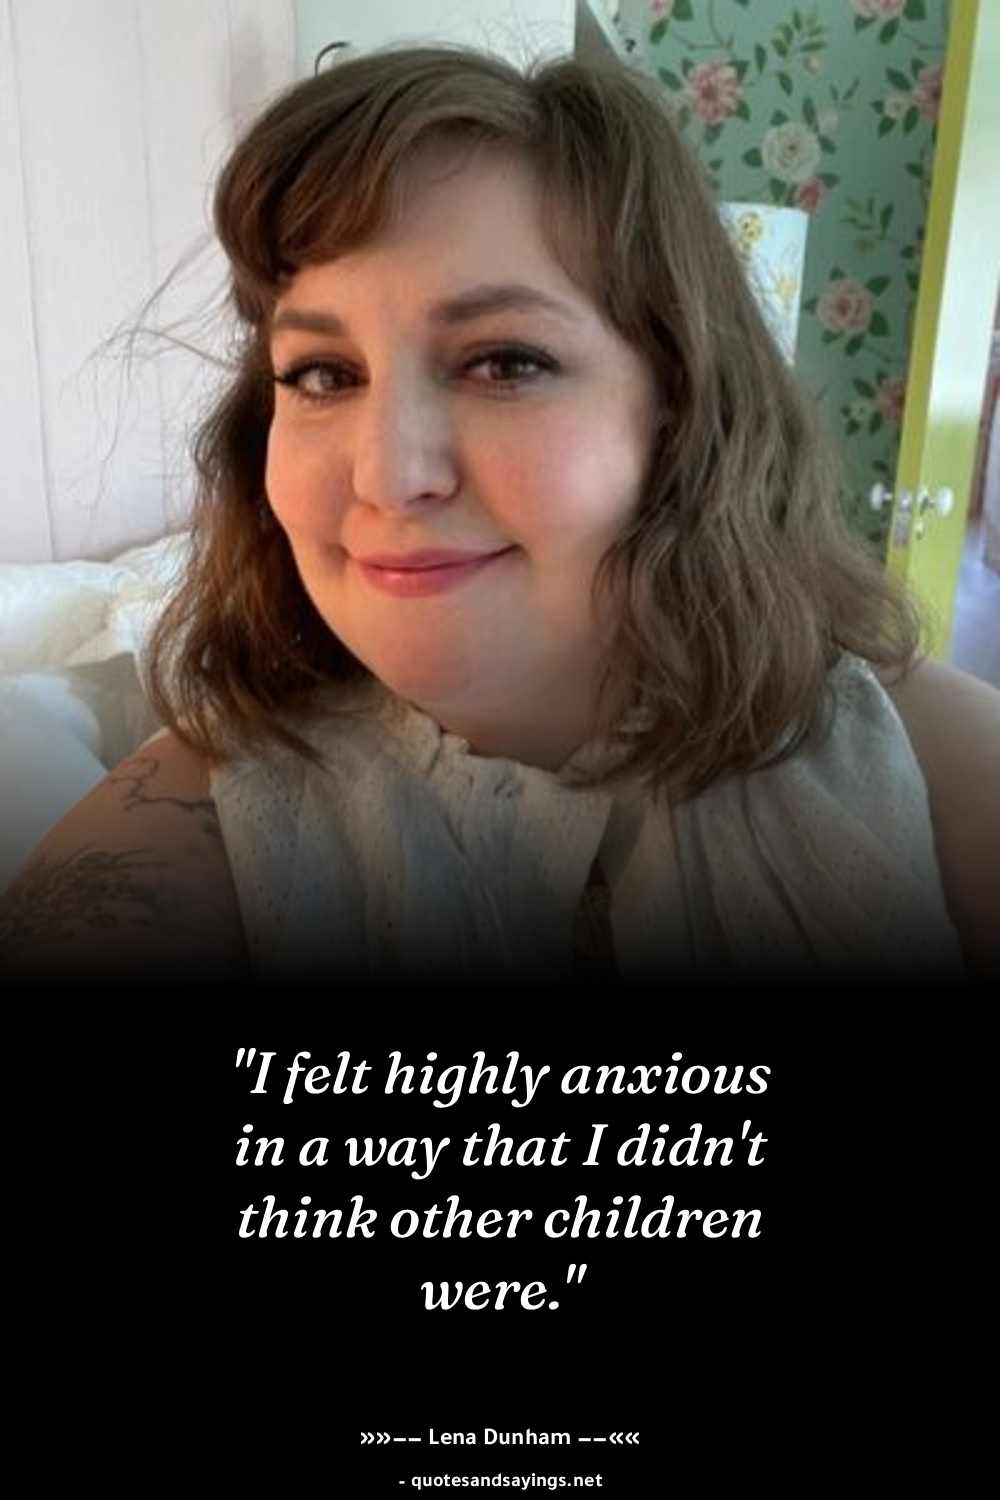 "I felt highly anxious
in a way that I didn't
think other children
were."
»»−− Lena Dunham −−««
- quotesandsayings.net